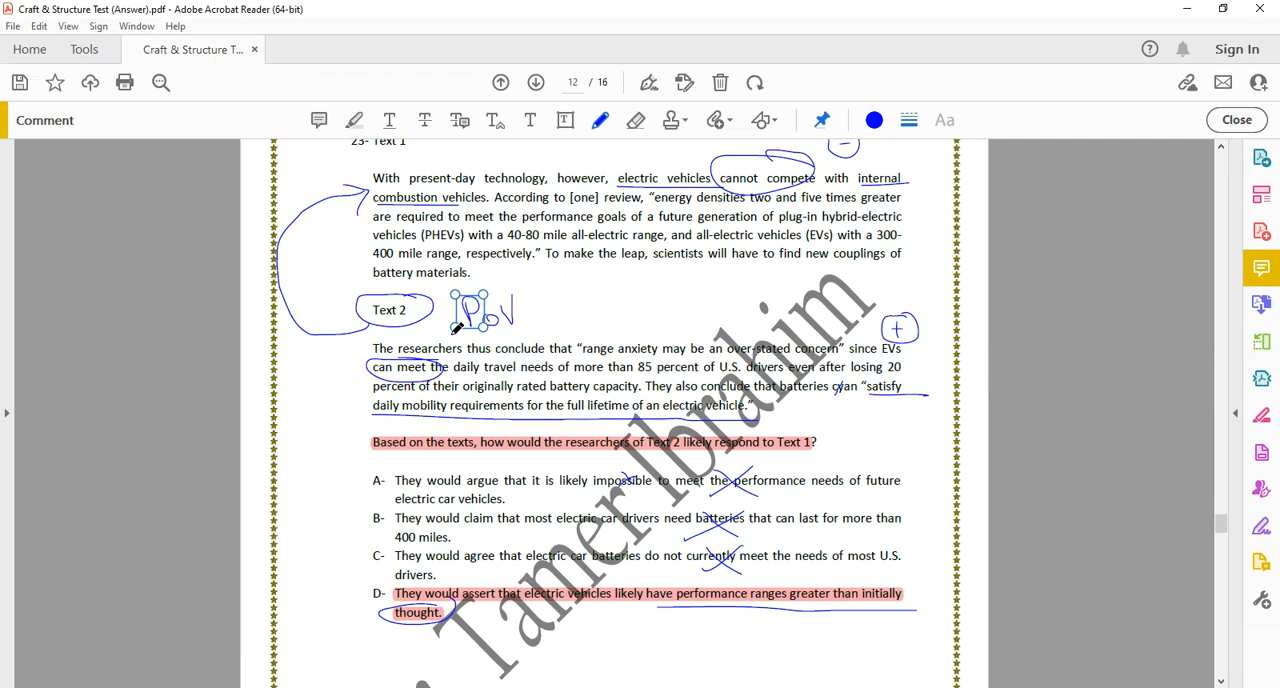 Craft & Structure Test (Answer).pdf - Adobe Acrobat Reader (64-bit)
File Edit View Sign Window Help
Home Tools Craft & Structure T... × Sign In
12 / 16
Comment Aa Close
23- Text 1
With present-day technology, however, electric vehicles cannot compete with internal
combustion vehicles. According to [one] review, “energy densities two and five times greater
are required to meet the performance goals of a future generation of plug-in hybrid-electric
vehicles (PHEVs) with a 40-80 mile all-electric range, and all-electric vehicles (EVs) with a 300-
400 mile range, respectively.” To make the leap, scientists will have to find new couplings of
battery materials.
Text 2 PoV
The researchers thus conclude that “range anxiety may be an over-stated concern” since EVs
can meet the daily travel needs of more than 85 percent of U.S. drivers even after losing 20
percent of their originally rated battery capacity. They also conclude that batteries can “satisfy
daily mobility requirements for the full lifetime of an electric vehicle.”
Based on the texts, how would the researchers of Text 2 likely respond to Text 1?
A- They would argue that it is likely impossible to meet the performance needs of future
electric car vehicles.
B- They would claim that most electric car drivers need batteries that can last for more than
400 miles.
C- They would agree that electric car batteries do not currently meet the needs of most U.S.
drivers.
D- They would assert that electric vehicles likely have performance ranges greater than initially
thought.
Tamer Ibrahim